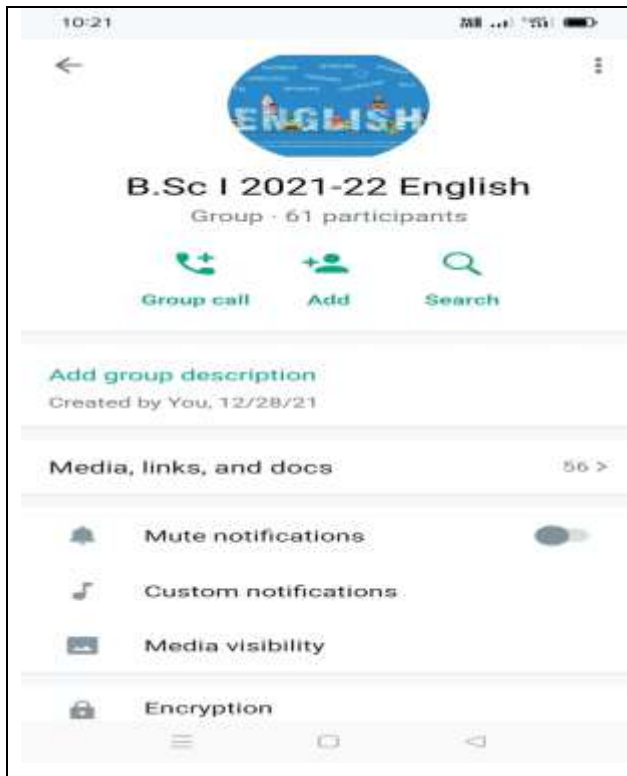 10:21
ENGLISH
B.Sc I 2021-22 English
Group · 61 participants
Group call Add Search
Add group description
Created by You, 12/28/21
Media, links, and docs 56 >
Mute notifications
Custom notifications
Media visibility
Encryption